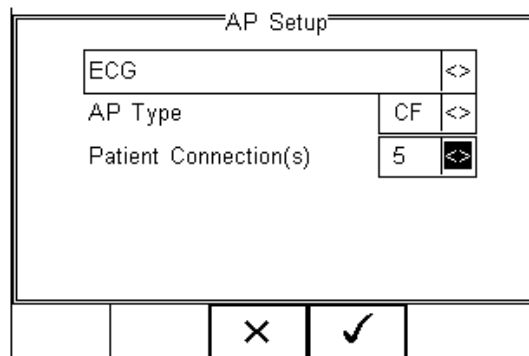 AP Setup
ECG <>
AP Type CF <>
Patient Connection(s) 5 <>